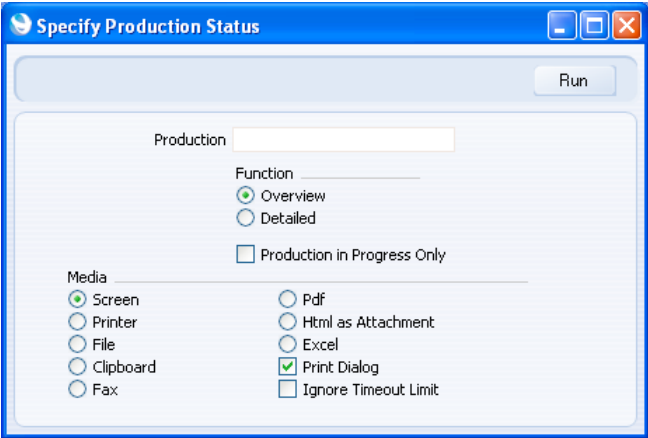 Specify Production Status
Run
Production
Function
Overview
Detailed
Production in Progress Only
Media
Screen
Pdf
Printer
Html as Attachment
File
Excel
Clipboard
Print Dialog
Fax
Ignore Timeout Limit